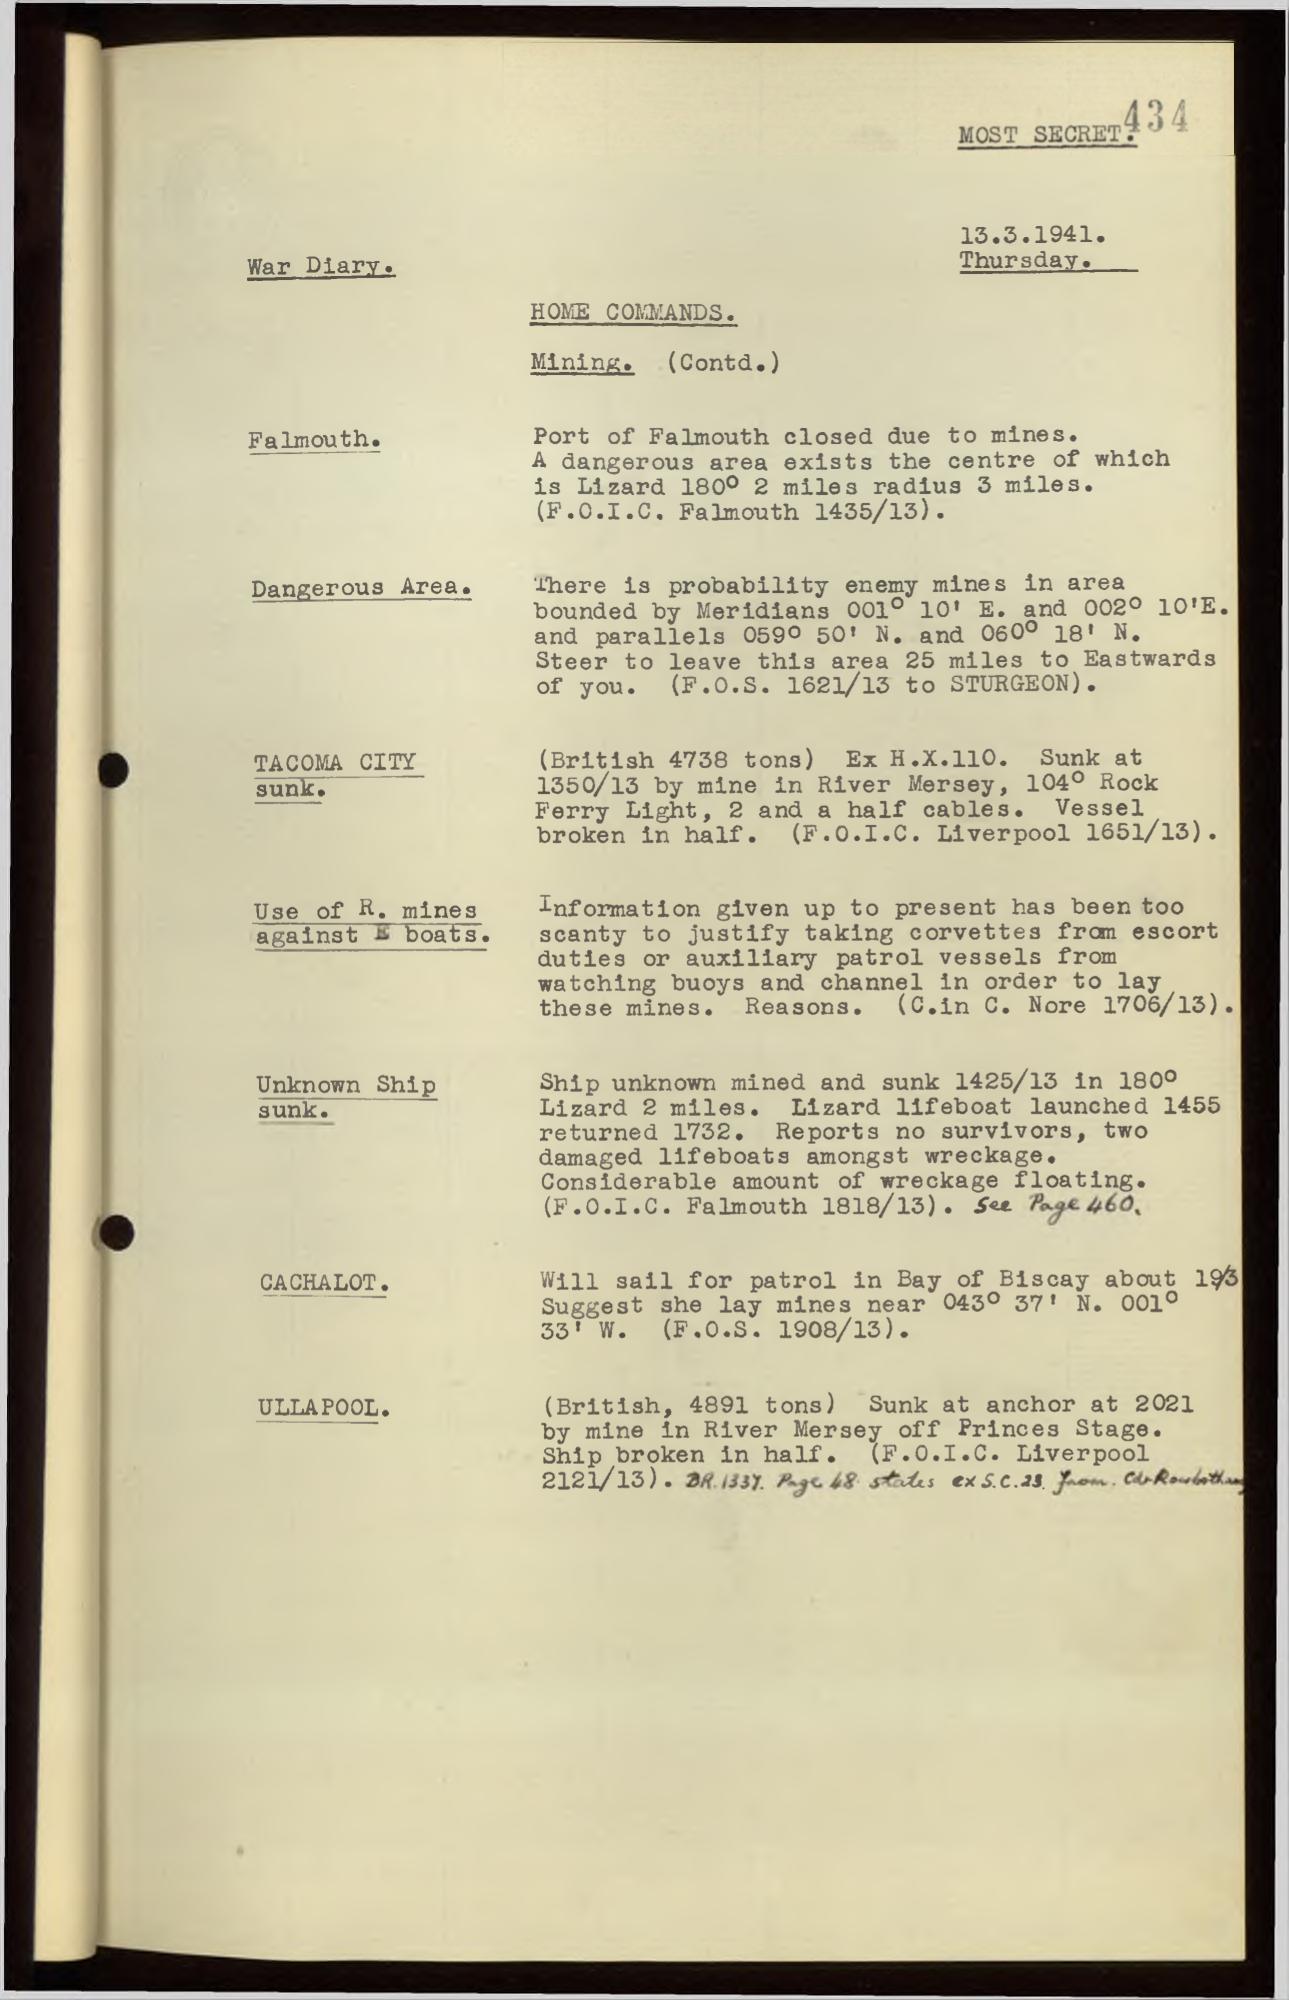 434
MOST SECRET.
13.3.1941.
Thursday.
War Diary.
HOME COMMANDS.
Mining. (Contd.)
Falmouth.
Port of Falmouth closed due to mines.
A dangerous area exists the centre of which
is Lizard 180° 2 miles radius 3 miles.
(F.O.I.C. Falmouth 1435/13).
Dangerous Area.
There is probability enemy mines in area
bounded by Meridians 001° 10' E. and 002° 10'E.
and parallels 059° 50' N. and 060° 18' N.
Steer to leave this area 25 miles to Eastwards
of you. (F.O.S. 1621/13 to STURGEON).
TACOMA CITY
sunk.
(British 4738 tons) Ex H.X.110. Sunk at
1350/13 by mine in River Mersey, 104° Rock
Ferry Light, 2 and a half cables. Vessel
broken in half. (F.O.I.C. Liverpool 1651/13).
Use of R. mines
against E boats.
Information given up to present has been too
scanty to justify taking corvettes from escort
duties or auxiliary patrol vessels from
watching buoys and channel in order to lay
these mines. Reasons. (C.in C. Nore 1706/13).
Unknown Ship
sunk.
Ship unknown mined and sunk 1425/13 in 180°
Lizard 2 miles. Lizard lifeboat launched 1455
returned 1732. Reports no survivors, two
damaged lifeboats amongst wreckage.
Considerable amount of wreckage floating.
(F.O.I.C. Falmouth 1818/13). See Page 460.
CACHALOT.
Will sail for patrol in Bay of Biscay about 19/3
Suggest she lay mines near 043° 37' N. 001°
33' W. (F.O.S. 1908/13).
ULLAPOOL.
(British, 4891 tons) Sunk at anchor at 2021
by mine in River Mersey off Princes Stage.
Ship broken in half. (F.O.I.C. Liverpool
2121/13). BR.1337. Page 48 states ex S.C.23. from. Cdr Rowbotham